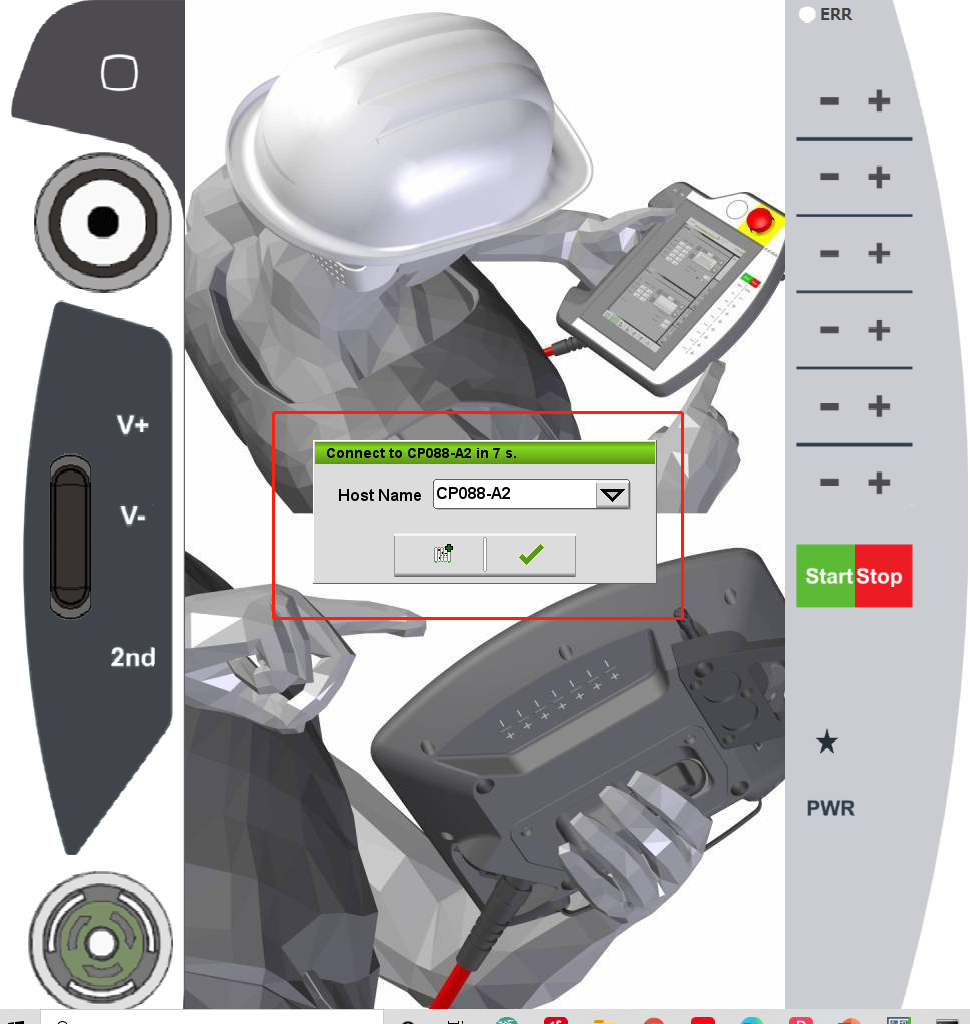 ERR
- +
- +
- +
- +
- +
- +
V+
V-
2nd
Connect to CP088-A2 in 7 s.
Host Name CP088-A2
Start Stop
PWR